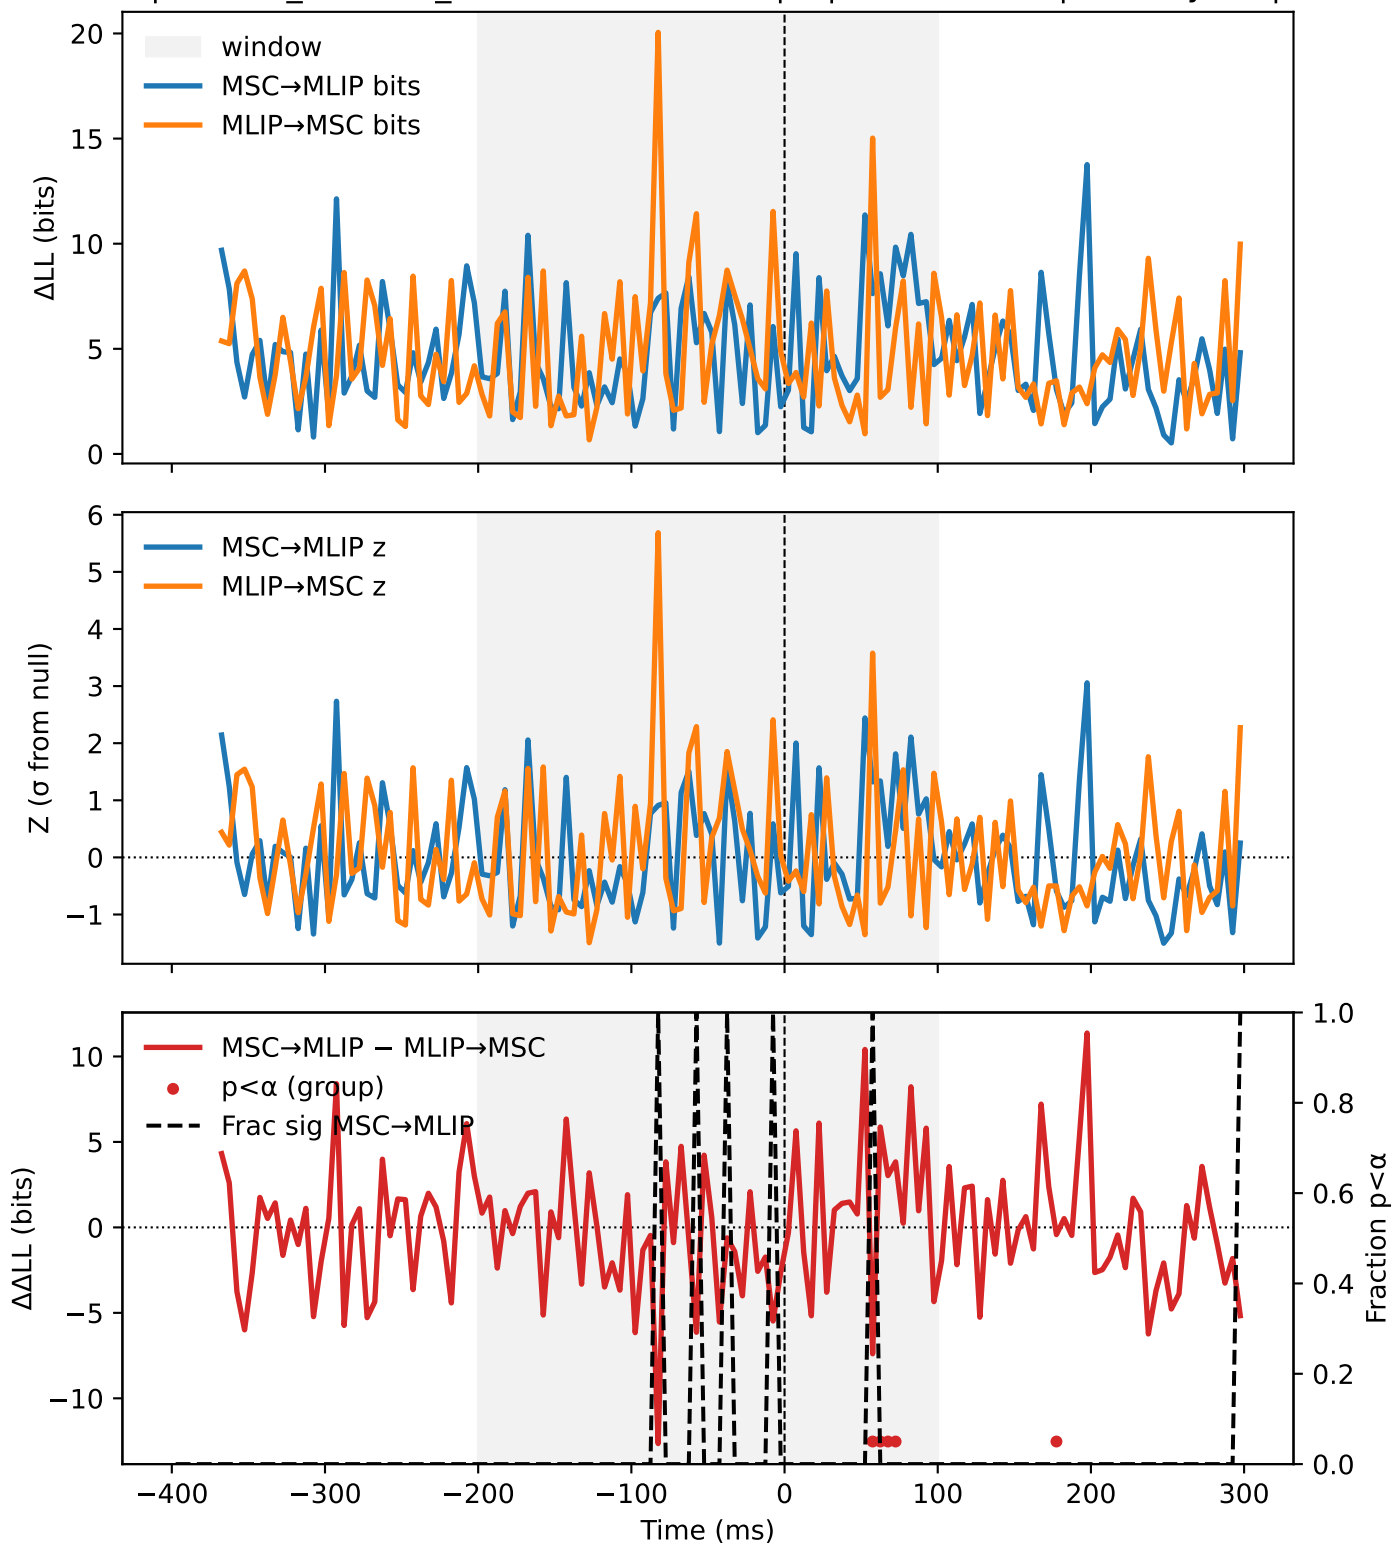 20
15
10
5
0
ΔLL (bits)
window
MSC→MLIP bits
MLIP→MSC bits
6
5
4
3
2
1
0
−1
Z (σ from null)
MSC→MLIP z
MLIP→MSC z
10
5
0
−5
−10
ΔΔLL (bits)
MSC→MLIP − MLIP→MSC
p<α (group)
Frac sig MSC→MLIP
1.0
0.8
0.6
0.4
0.2
0.0
Fraction p<α
−400 −300 −200 −100 0 100 200 300
Time (ms)